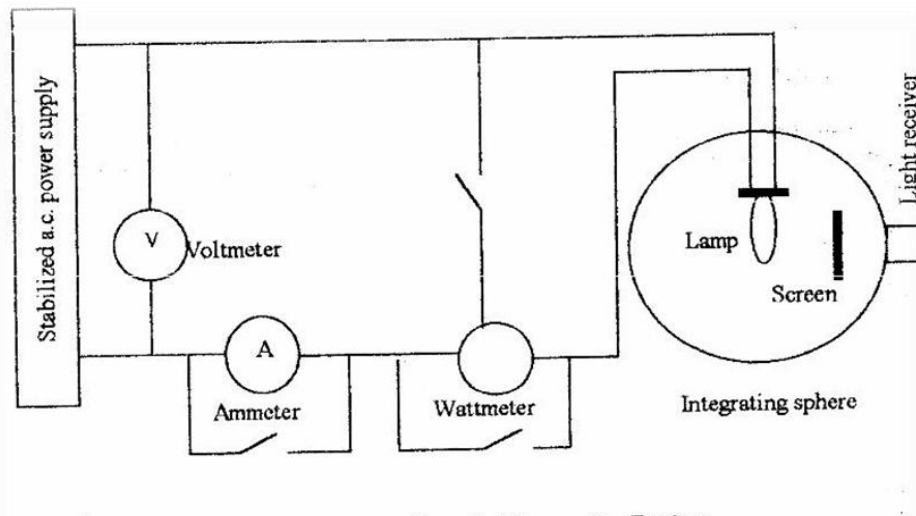 Stabilized a.c. power supply
V
Voltmeter
A
Ammeter
Wattmeter
Lamp
Screen
Light receiver
Integrating sphere